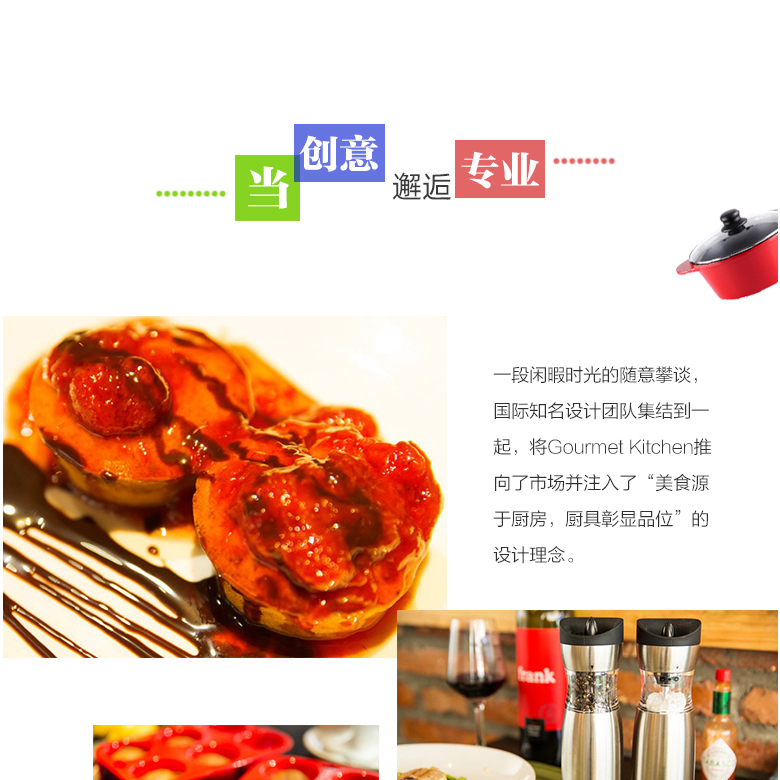 当创意邂逅专业
一段闲暇时光的随意攀谈，
国际知名设计团队集结到一
起，将Gourmet Kitchen推
向了市场并注入了“美食源
于厨房，厨具彰显品位”的
设计理念。
frank
TABASCO